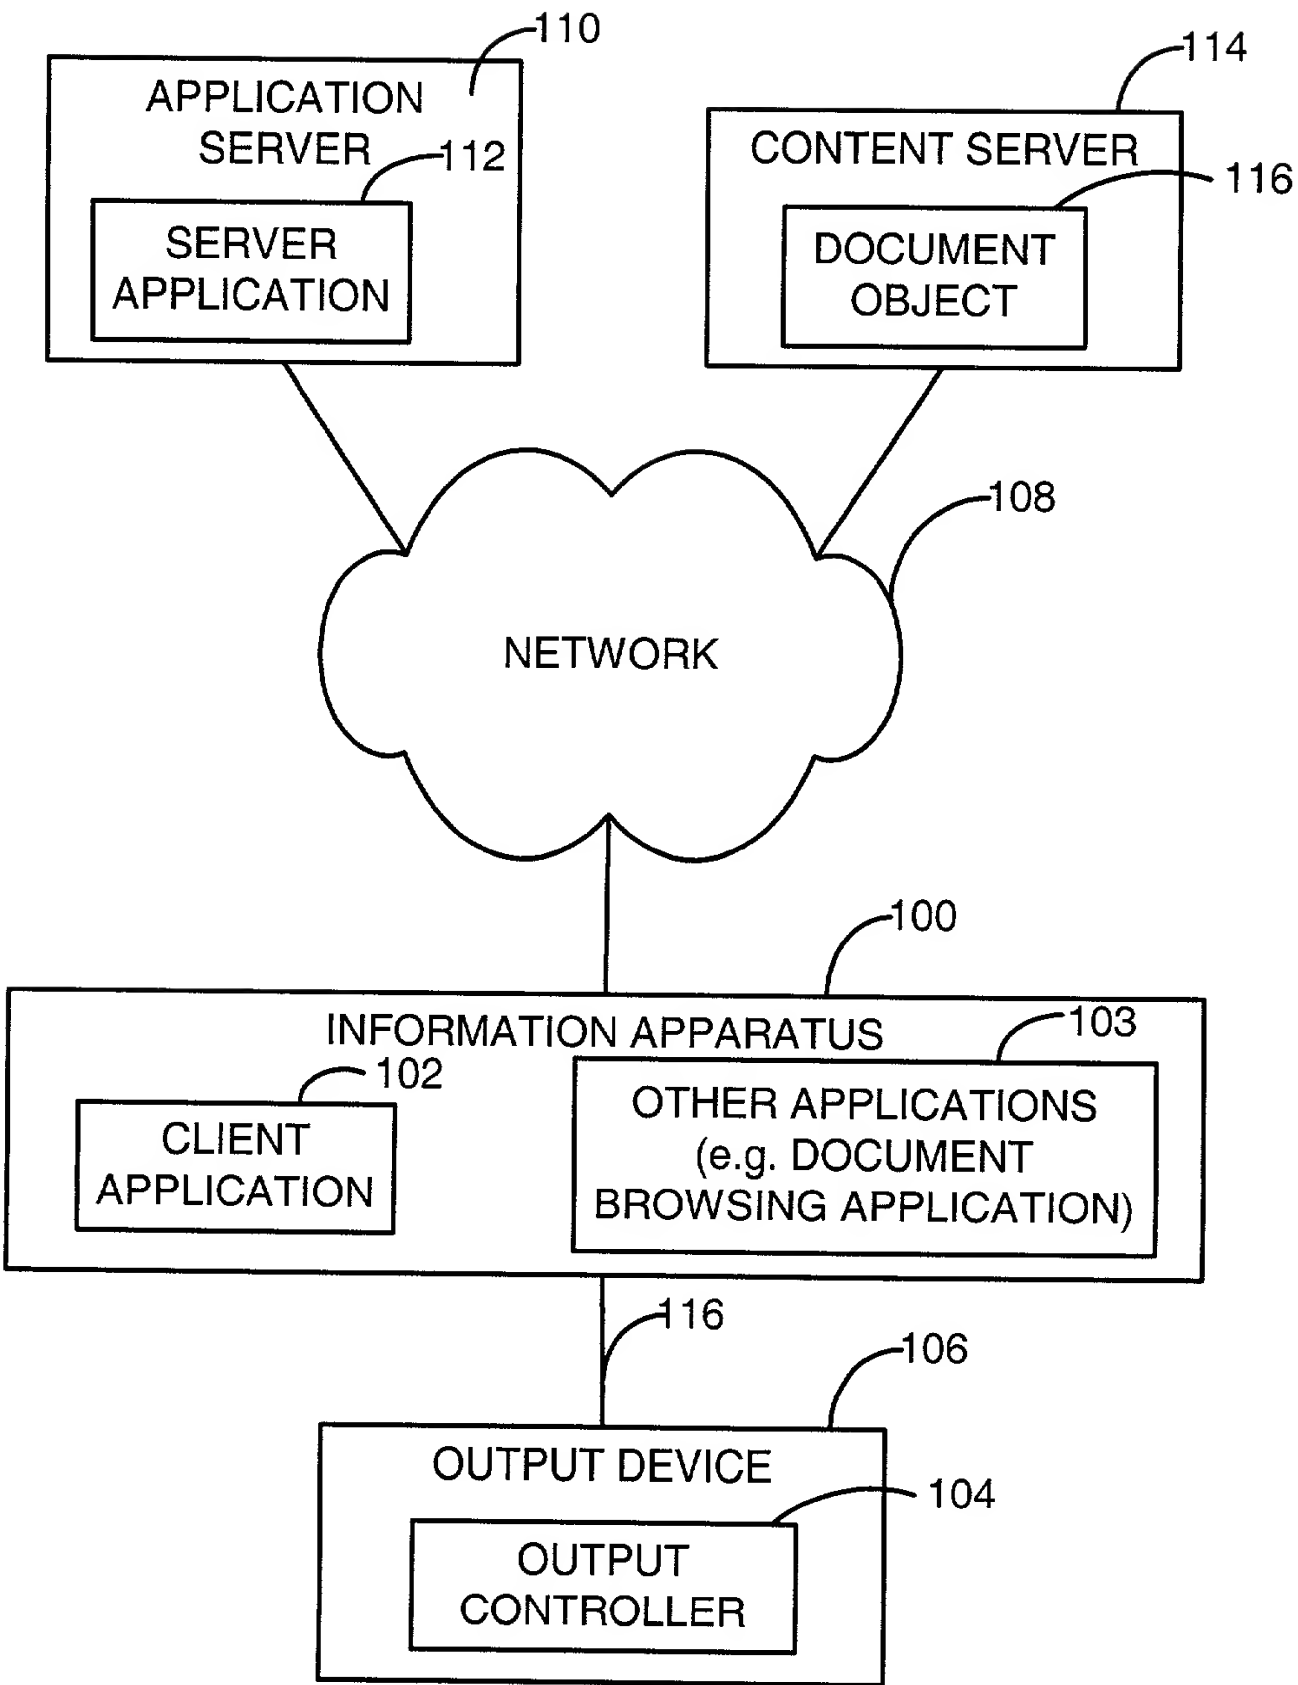 110
APPLICATION
SERVER
112
SERVER
APPLICATION
114
CONTENT SERVER
116
DOCUMENT
OBJECT
108
NETWORK
100
INFORMATION APPARATUS
103
102
CLIENT
APPLICATION
OTHER APPLICATIONS
(e.g. DOCUMENT
BROWSING APPLICATION)
116
106
OUTPUT DEVICE
104
OUTPUT
CONTROLLER